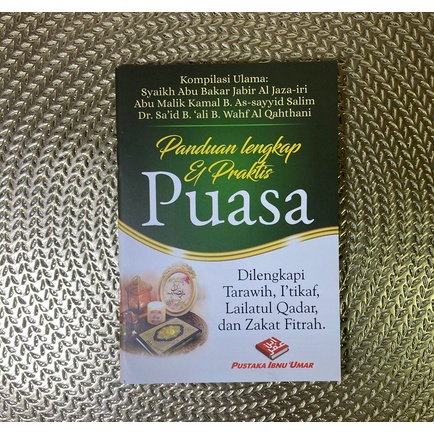 Kompilasi Ulama:
Syaikh Abu Bakar Jabir Al Jaza-iri
Abu Malik Kamal B. As-sayyid Salim
Dr. Sa'id B. 'ali B. Wahf Al Qahthani
Panduan lengkap
& Praktis
Puasa
Dilengkapi
Tarawih, I'tikaf,
Lailatul Qadar,
dan Zakat Fitrah.
PUSTAKA IBNU 'UMAR